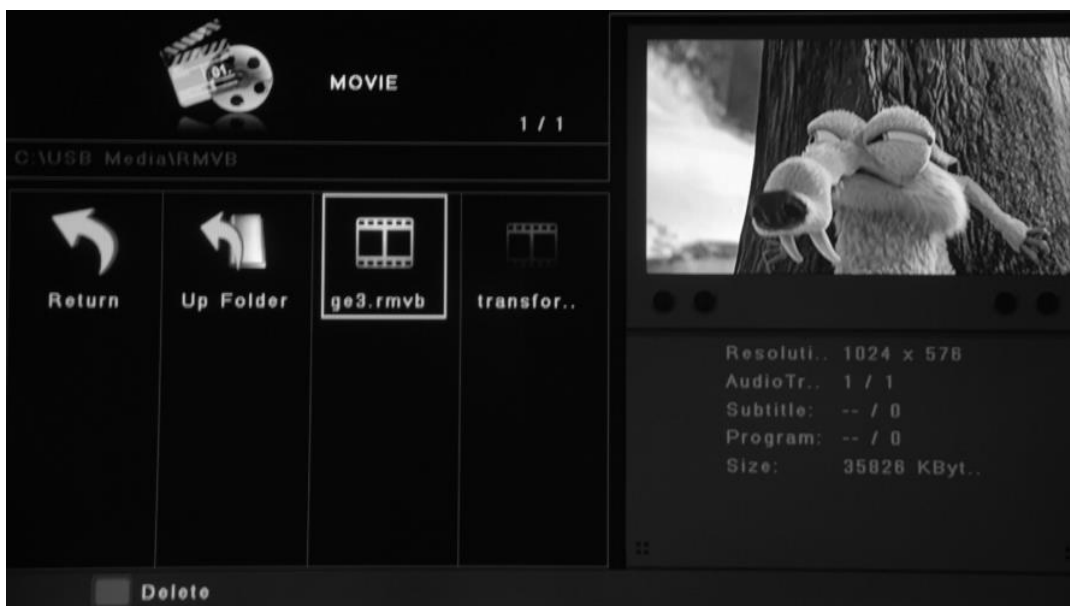 01.
MOVIE
1 / 1
C:\USB Media\RMVB
Return
Up Folder
ge3.rmvb
transfor..
Resoluti.. 1024 x 576
AudioTr.. 1 / 1
Subtitle: -- / 0
Program: -- / 0
Size: 35826 KByt..
Delete